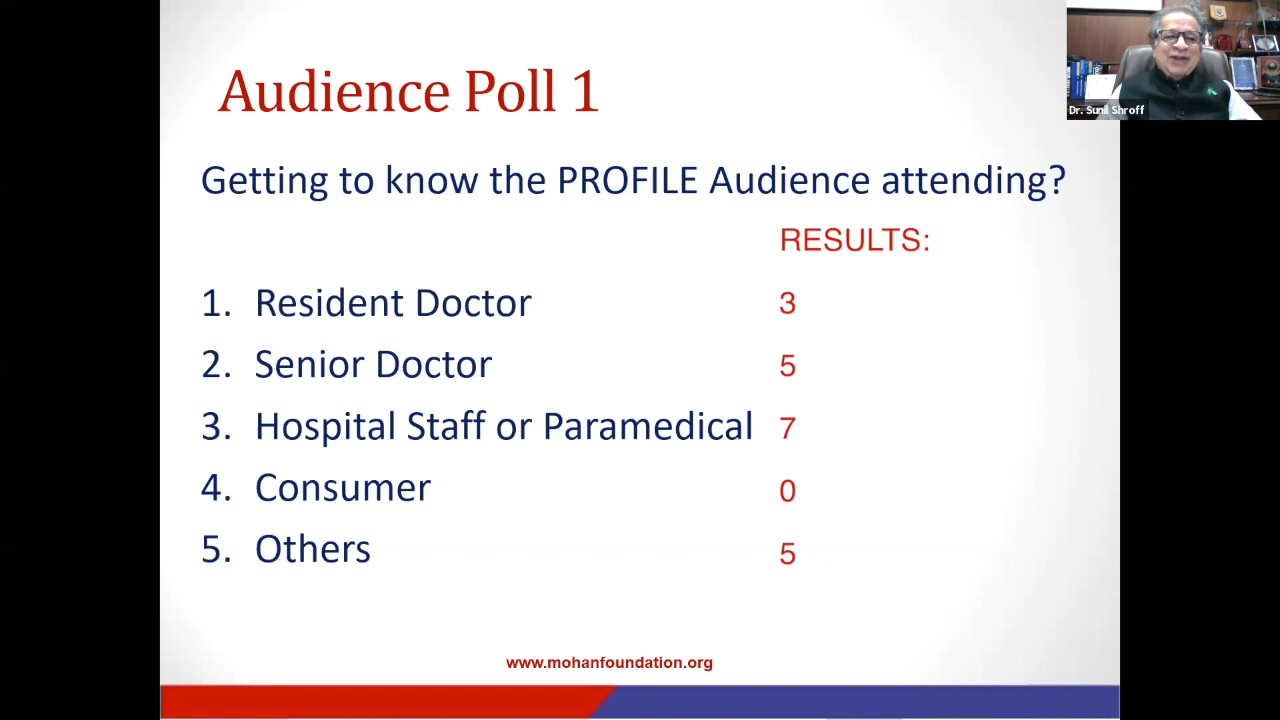 Audience Poll 1
Dr. Sunil Shroff
Getting to know the PROFILE Audience attending?
RESULTS:
1. Resident Doctor 3
2. Senior Doctor 5
3. Hospital Staff or Paramedical 7
4. Consumer 0
5. Others 5
www.mohanfoundation.org